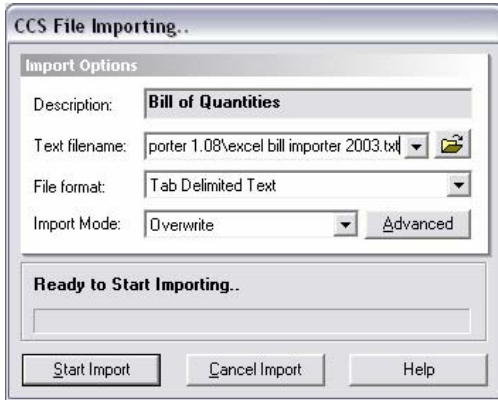 CCS File Importing..
Import Options
Description: Bill of Quantities
Text filename: porter 1.08\excel bill importer 2003.txt
File format: Tab Delimited Text
Import Mode: Overwrite Advanced
Ready to Start Importing..
Start Import Cancel Import Help